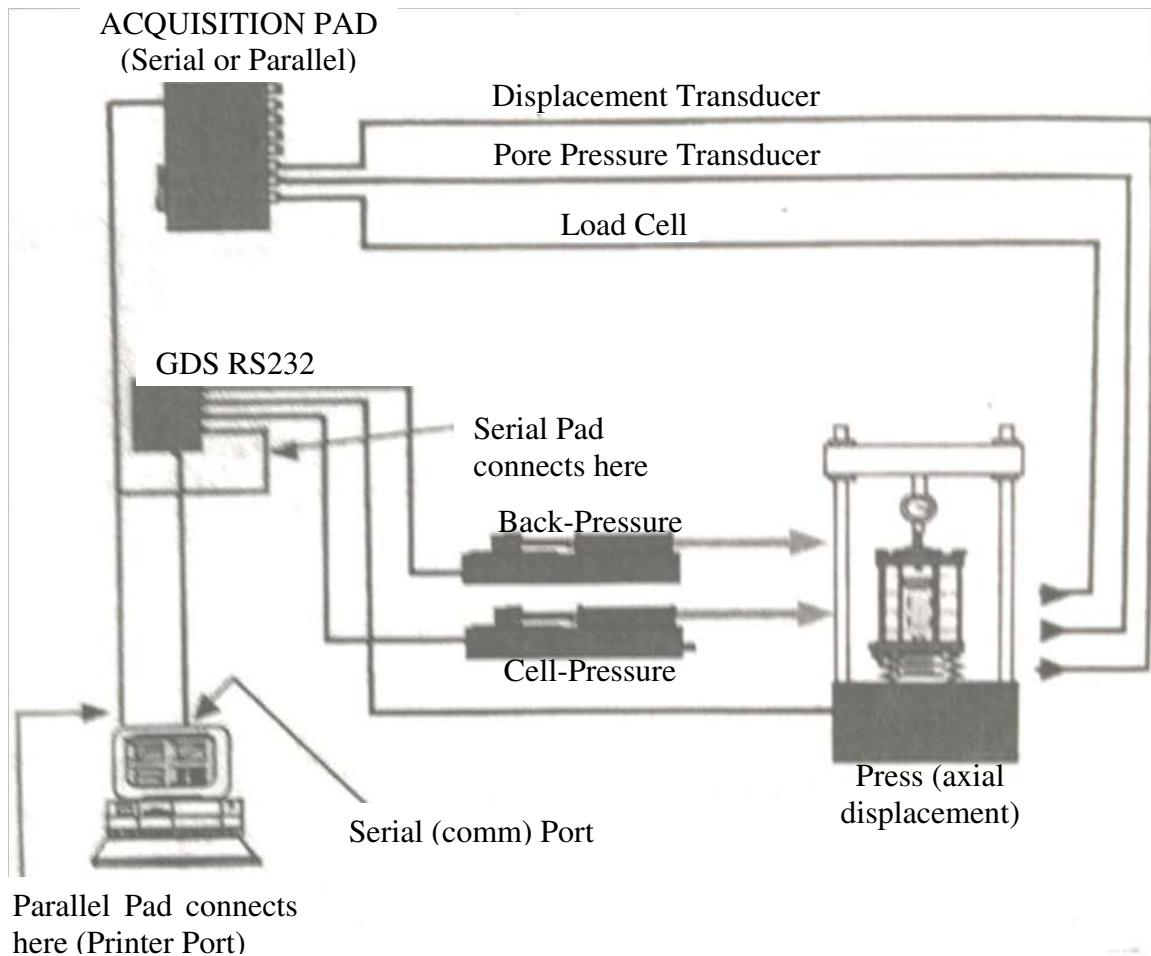 ACQUISITION PAD
(Serial or Parallel)
Displacement Transducer
Pore Pressure Transducer
Load Cell
GDS RS232
Serial Pad
connects here
Back-Pressure
Cell-Pressure
Press (axial
displacement)
Serial (comm) Port
Parallel Pad connects
here (Printer Port)